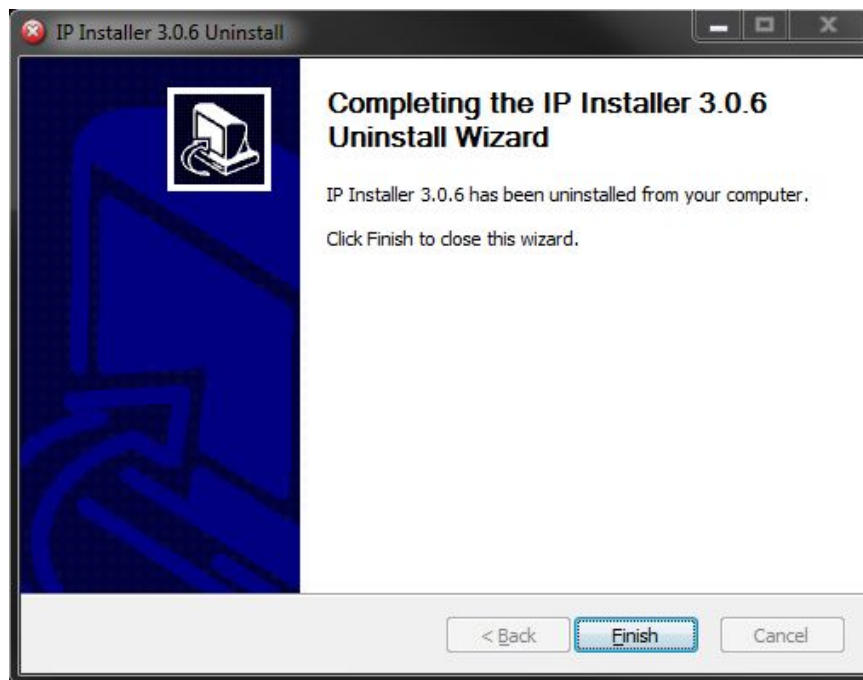 IP Installer 3.0.6 Uninstall
Completing the IP Installer 3.0.6
Uninstall Wizard
IP Installer 3.0.6 has been uninstalled from your computer.
Click Finish to close this wizard.
< Back
Finish
Cancel